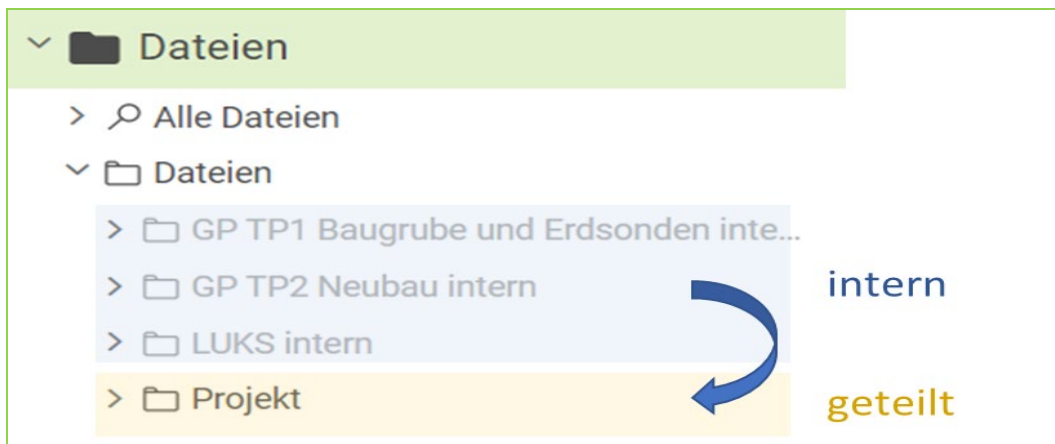 Dateien
Alle Dateien
Dateien
GP TP1 Baugrube und Erdsonden inte...
GP TP2 Neubau intern
intern
LUKS intern
Projekt
geteilt